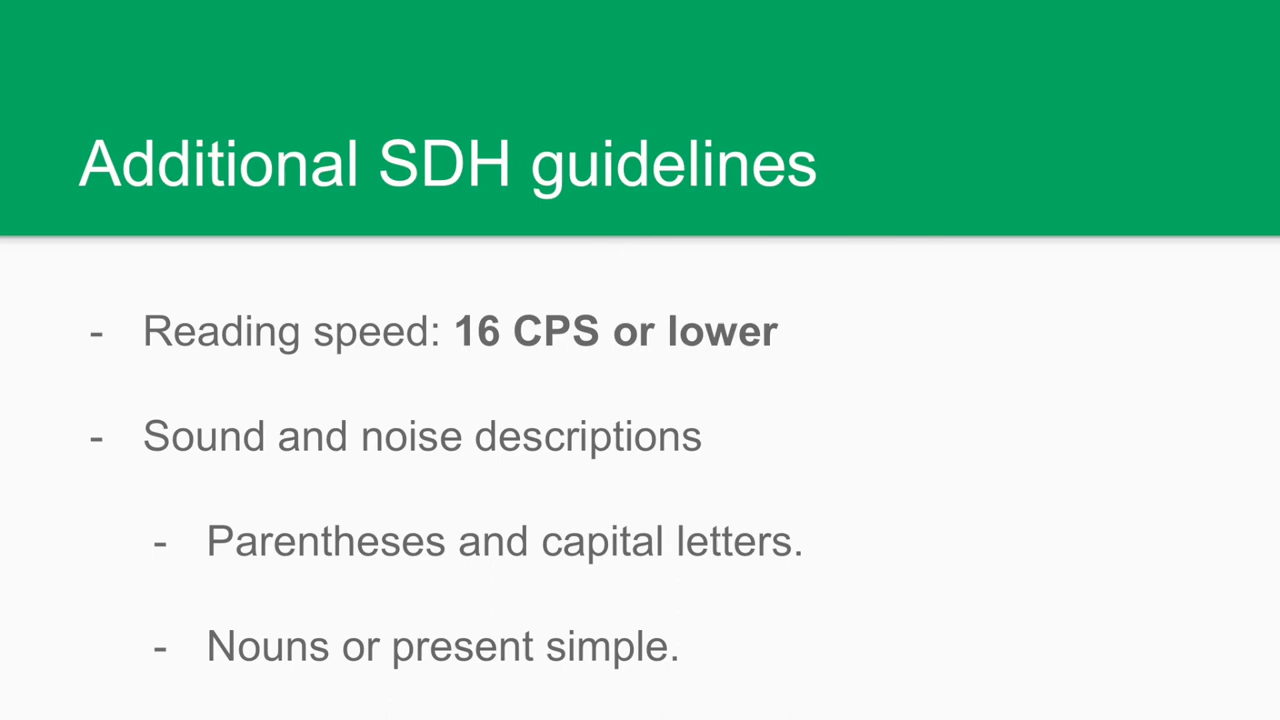 Additional SDH guidelines
- Reading speed: 16 CPS or lower
- Sound and noise descriptions
- Parentheses and capital letters.
- Nouns or present simple.